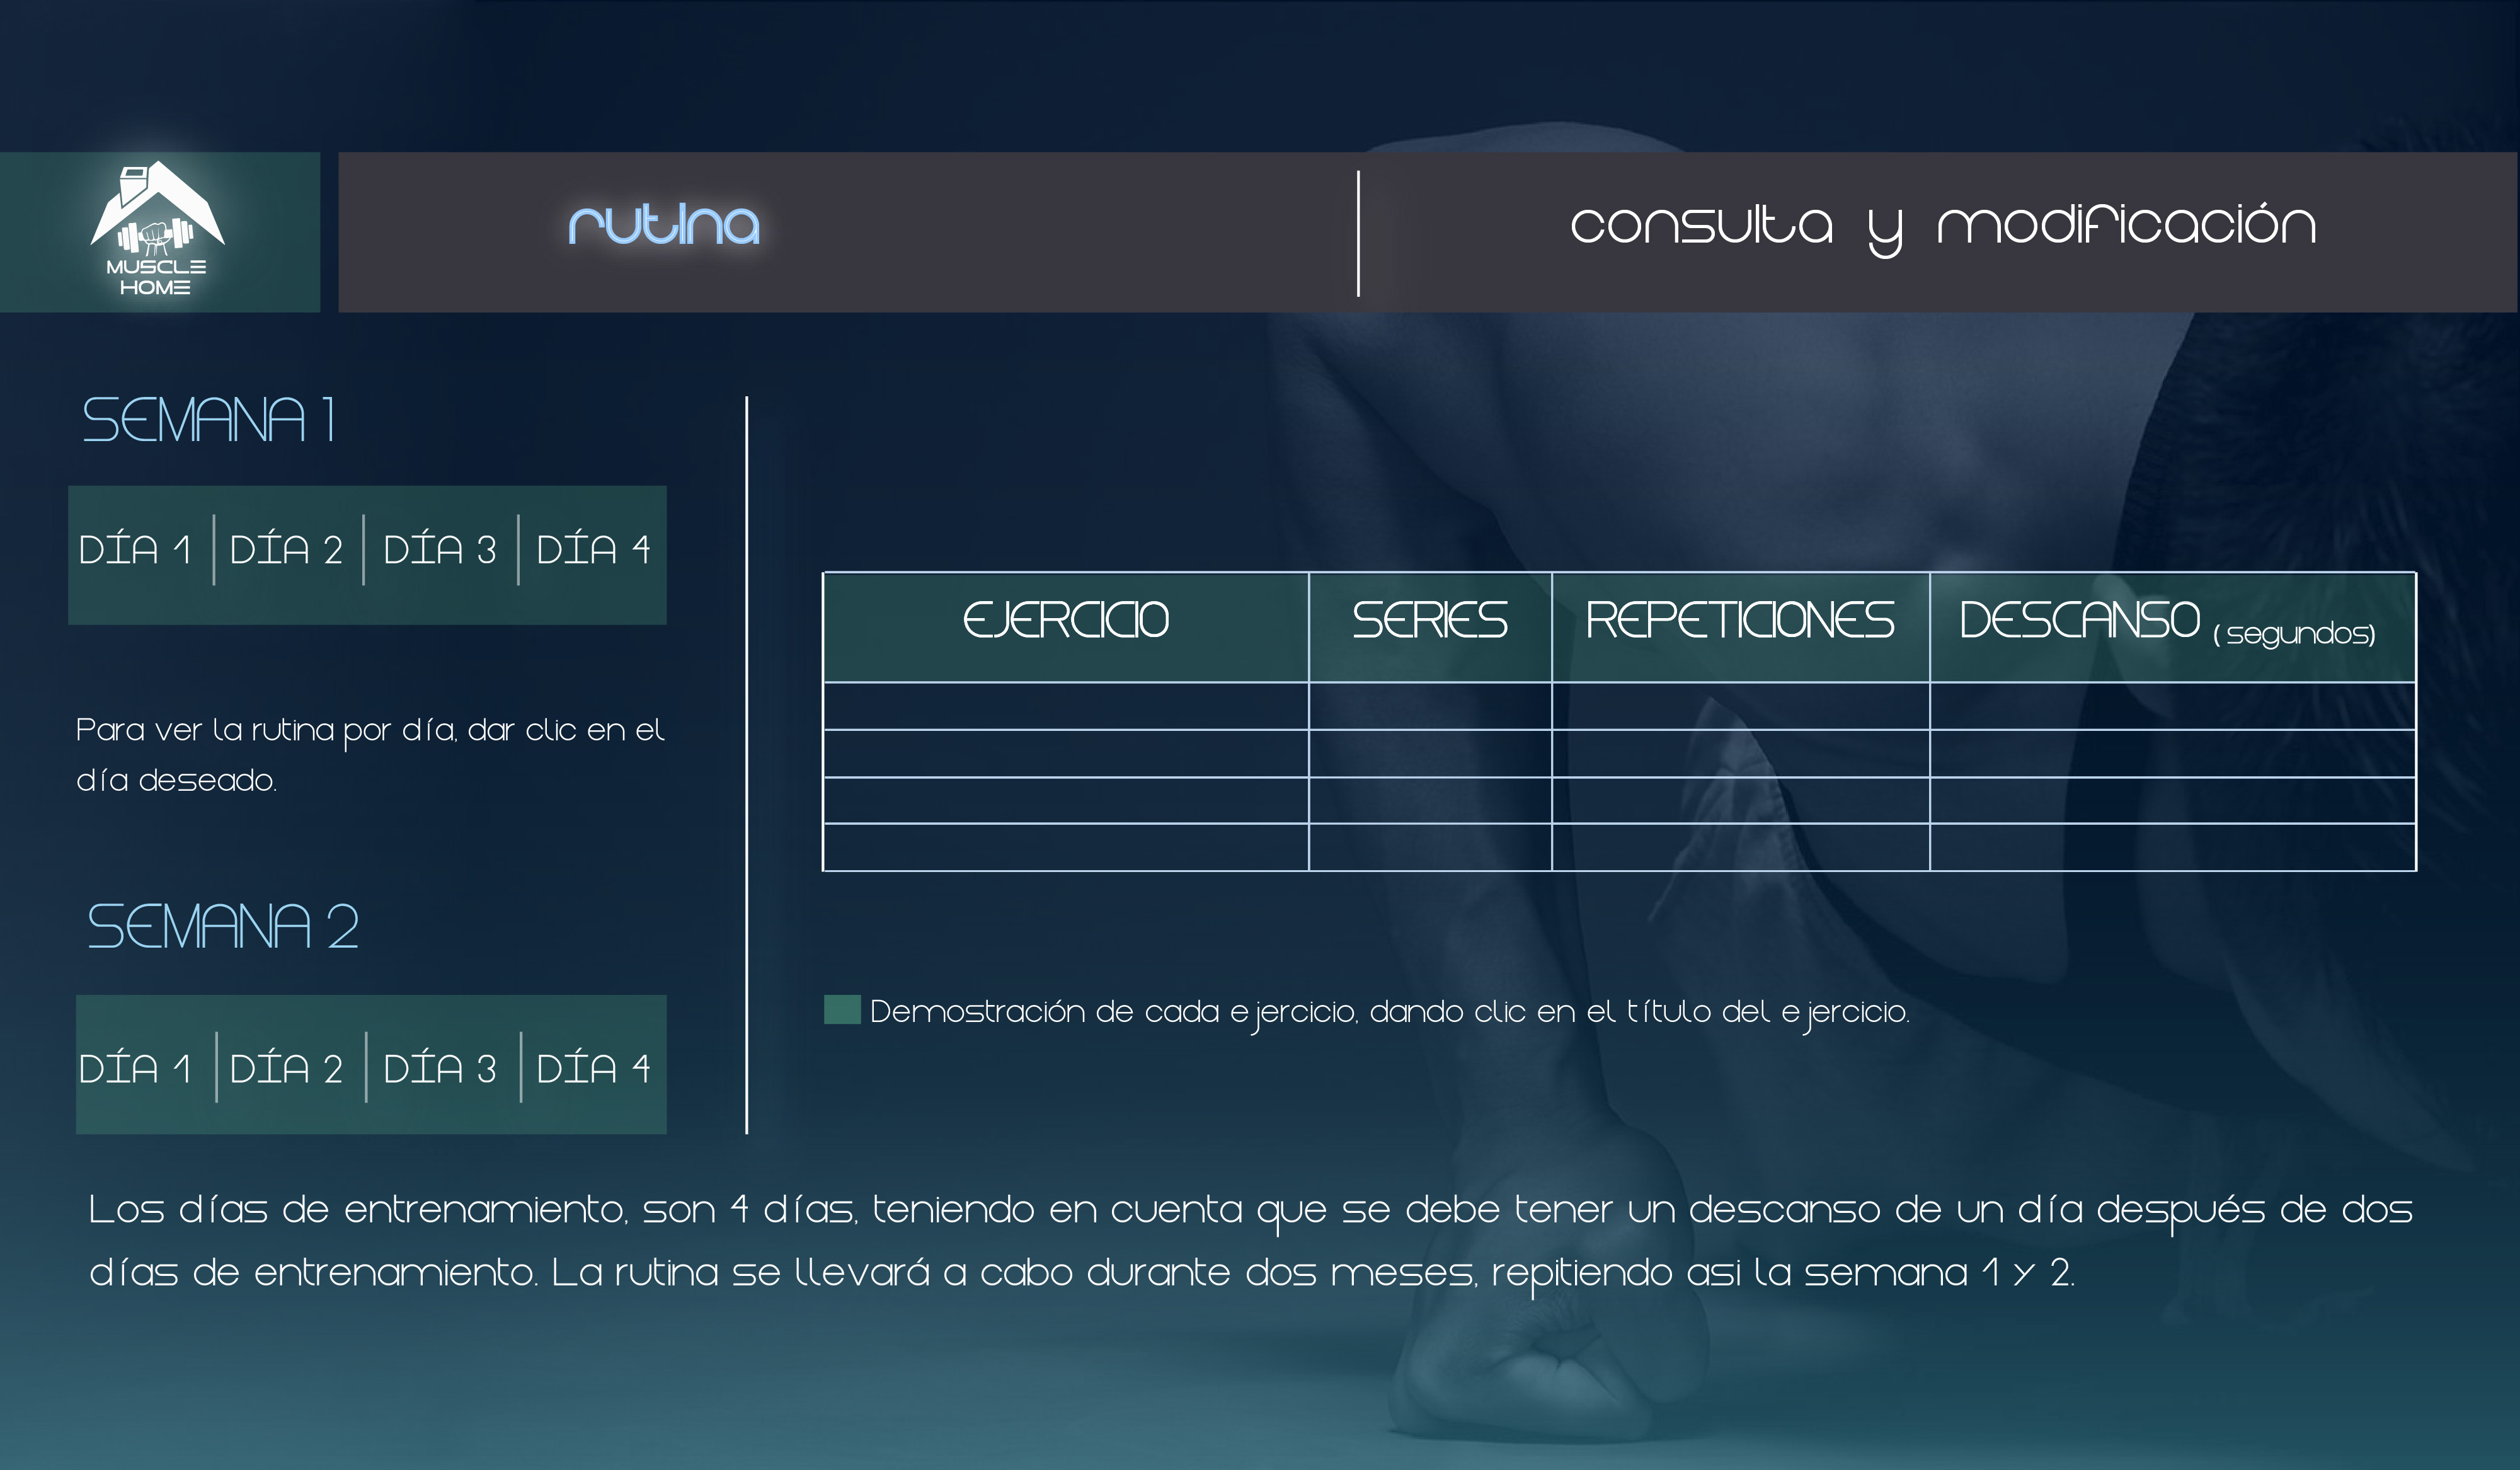 MUSCLE
HOME
rutina
consulta y modificación
SEMANA 1
DÍA 1 DÍA 2 DÍA 3 DÍA 4
Para ver la rutina por día, dar clic en el
día deseado.
SEMANA 2
DÍA 1 DÍA 2 DÍA 3 DÍA 4
EJERCICIO SERIES REPETICIONES DESCANSO (segundos)
Demostración de cada ejercicio, dando clic en el título del ejercicio.
Los días de entrenamiento, son 4 días, teniendo en cuenta que se debe tener un descanso de un día después de dos
días de entrenamiento. La rutina se llevará a cabo durante dos meses, repitiendo asi la semana 1 y 2.